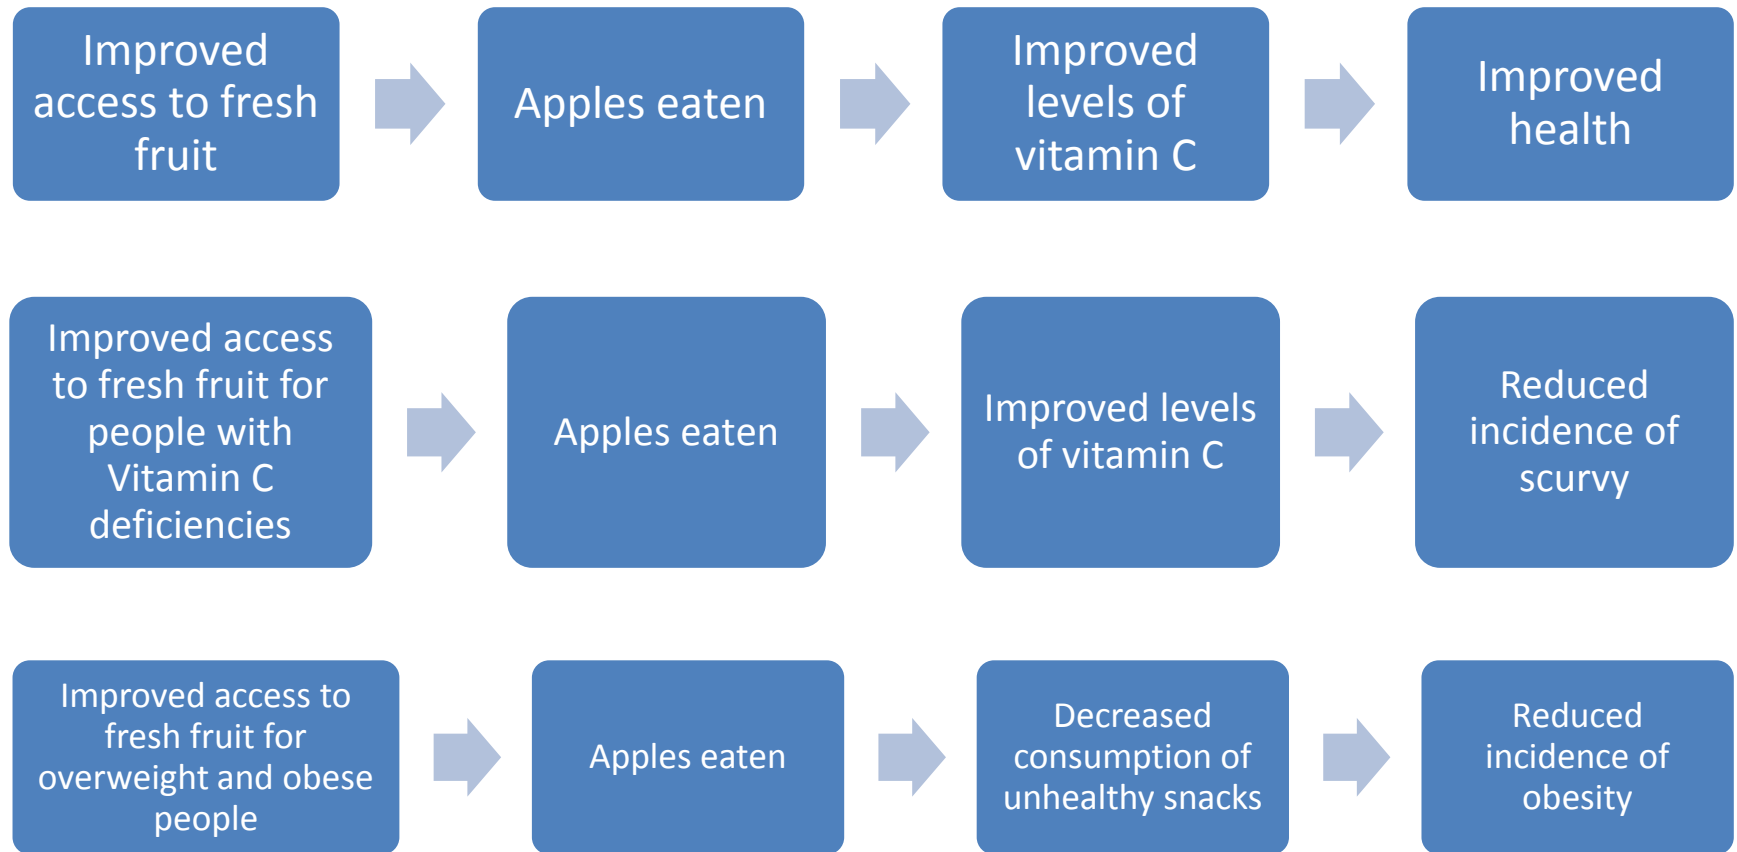 Improved
access to fresh
fruit
Apples eaten
Improved
levels of
vitamin C
Improved
health
Improved access
to fresh fruit for
people with
Vitamin C
deficiencies
Apples eaten
Improved levels
of vitamin C
Reduced
incidence of
scurvy
Improved access to
fresh fruit for
overweight and obese
people
Apples eaten
Decreased
consumption of
unhealthy snacks
Reduced
incidence of
obesity